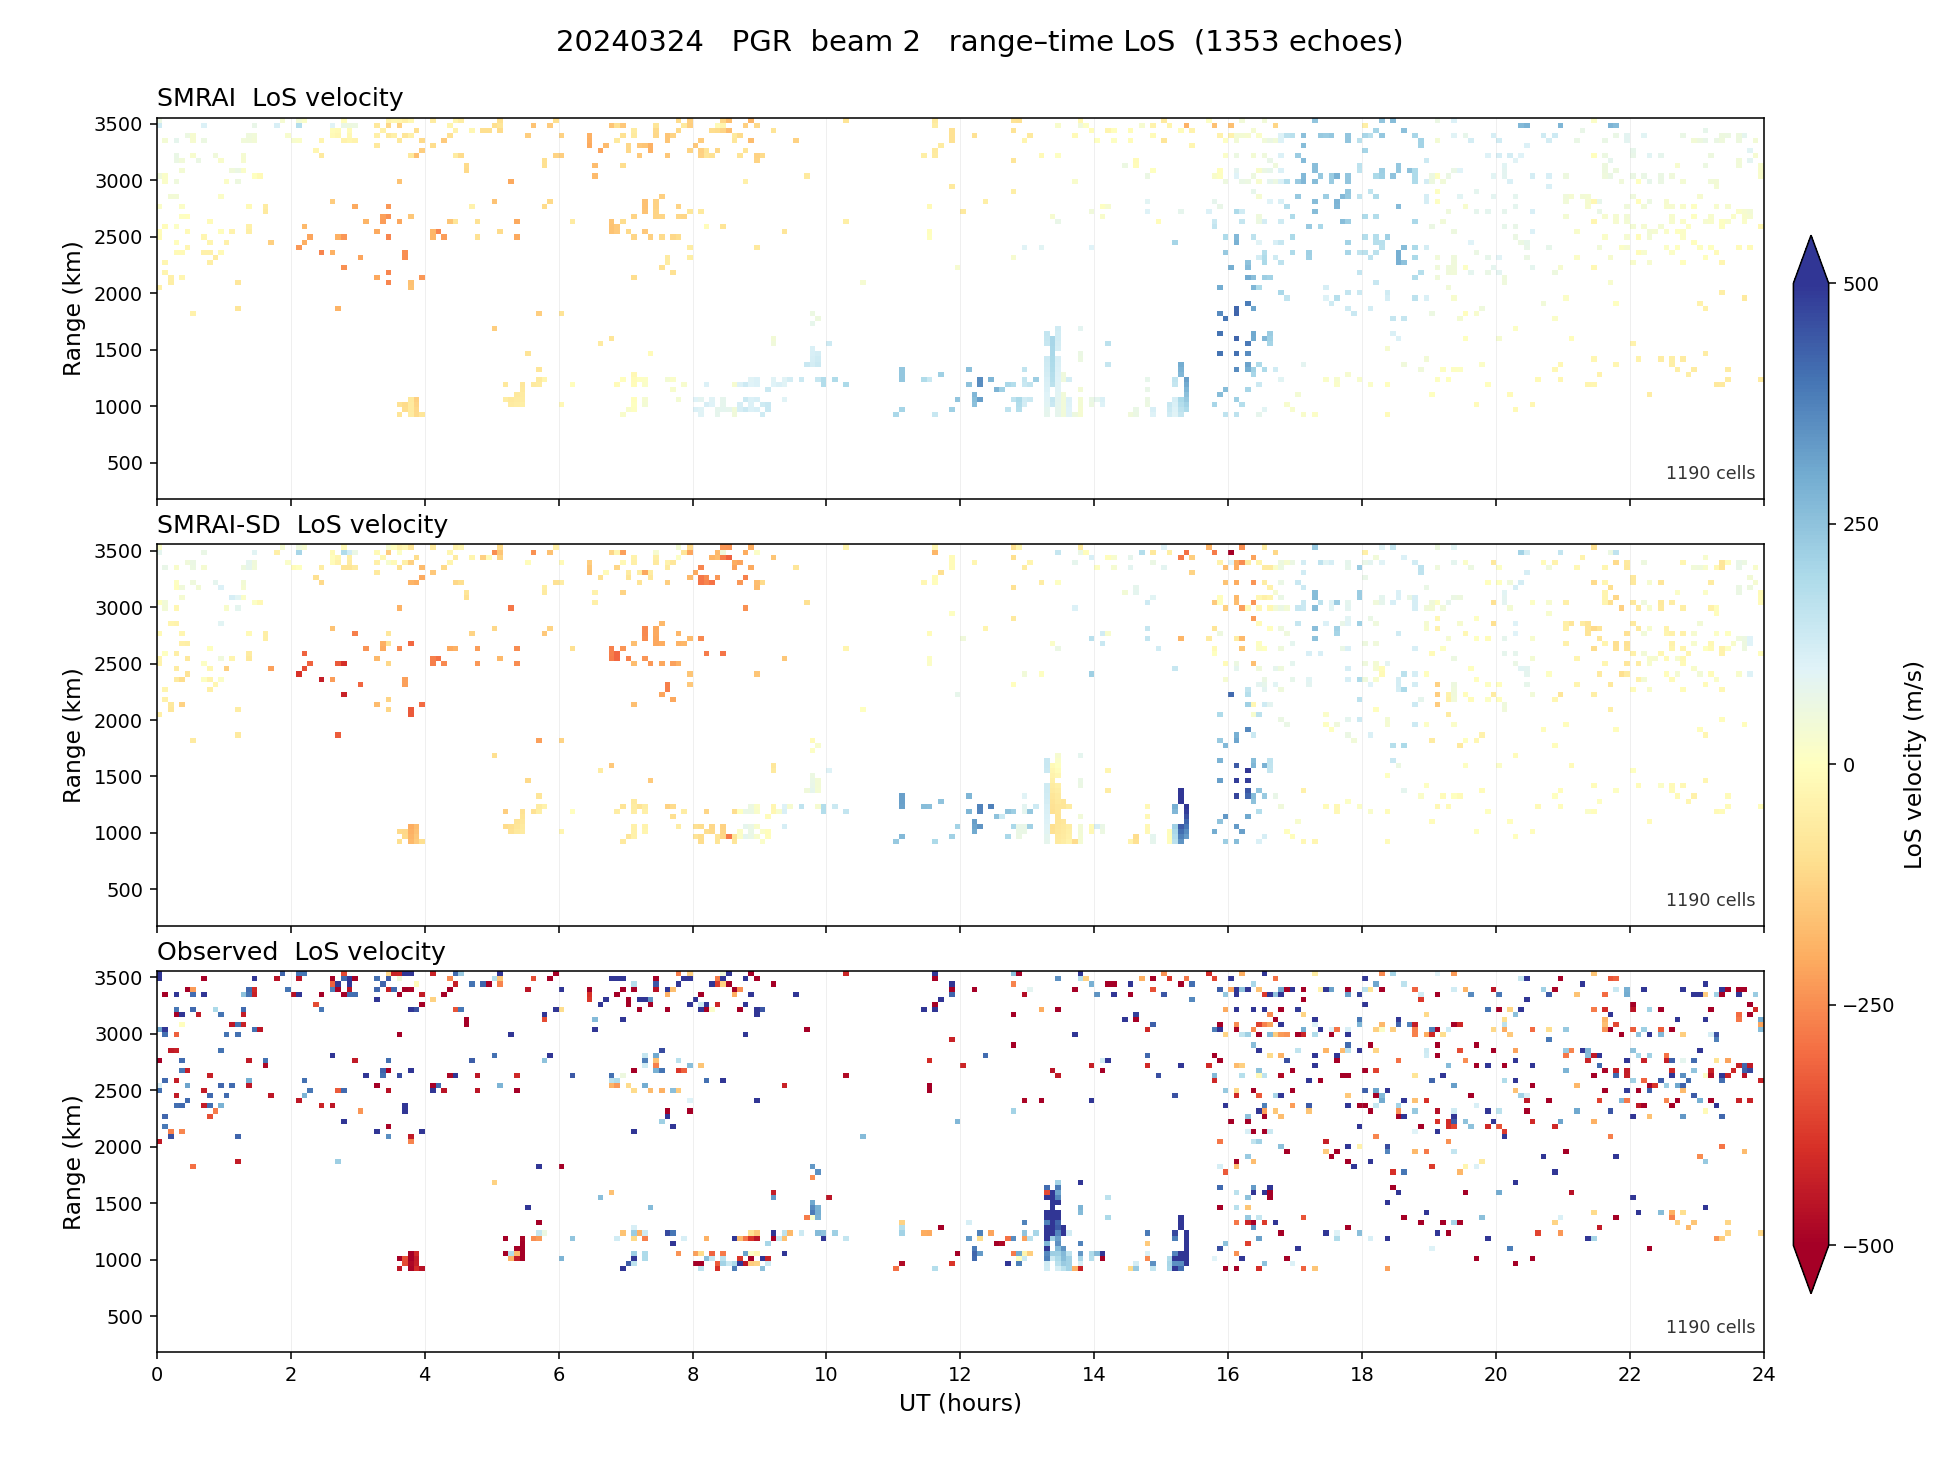 20240324   PGR  beam 2   range–time LoS  (1353 echoes)
SMRAI  LoS velocity
3500
3000
2500
2000
1500
1000
500
Range (km)
1190 cells
SMRAI-SD  LoS velocity
3500
3000
2500
2000
1500
1000
500
Range (km)
1190 cells
Observed  LoS velocity
3500
3000
2500
2000
1500
1000
500
Range (km)
1190 cells
0 2 4 6 8 10 12 14 16 18 20 22 24
UT (hours)
500
250
0
−250
−500
LoS velocity (m/s)